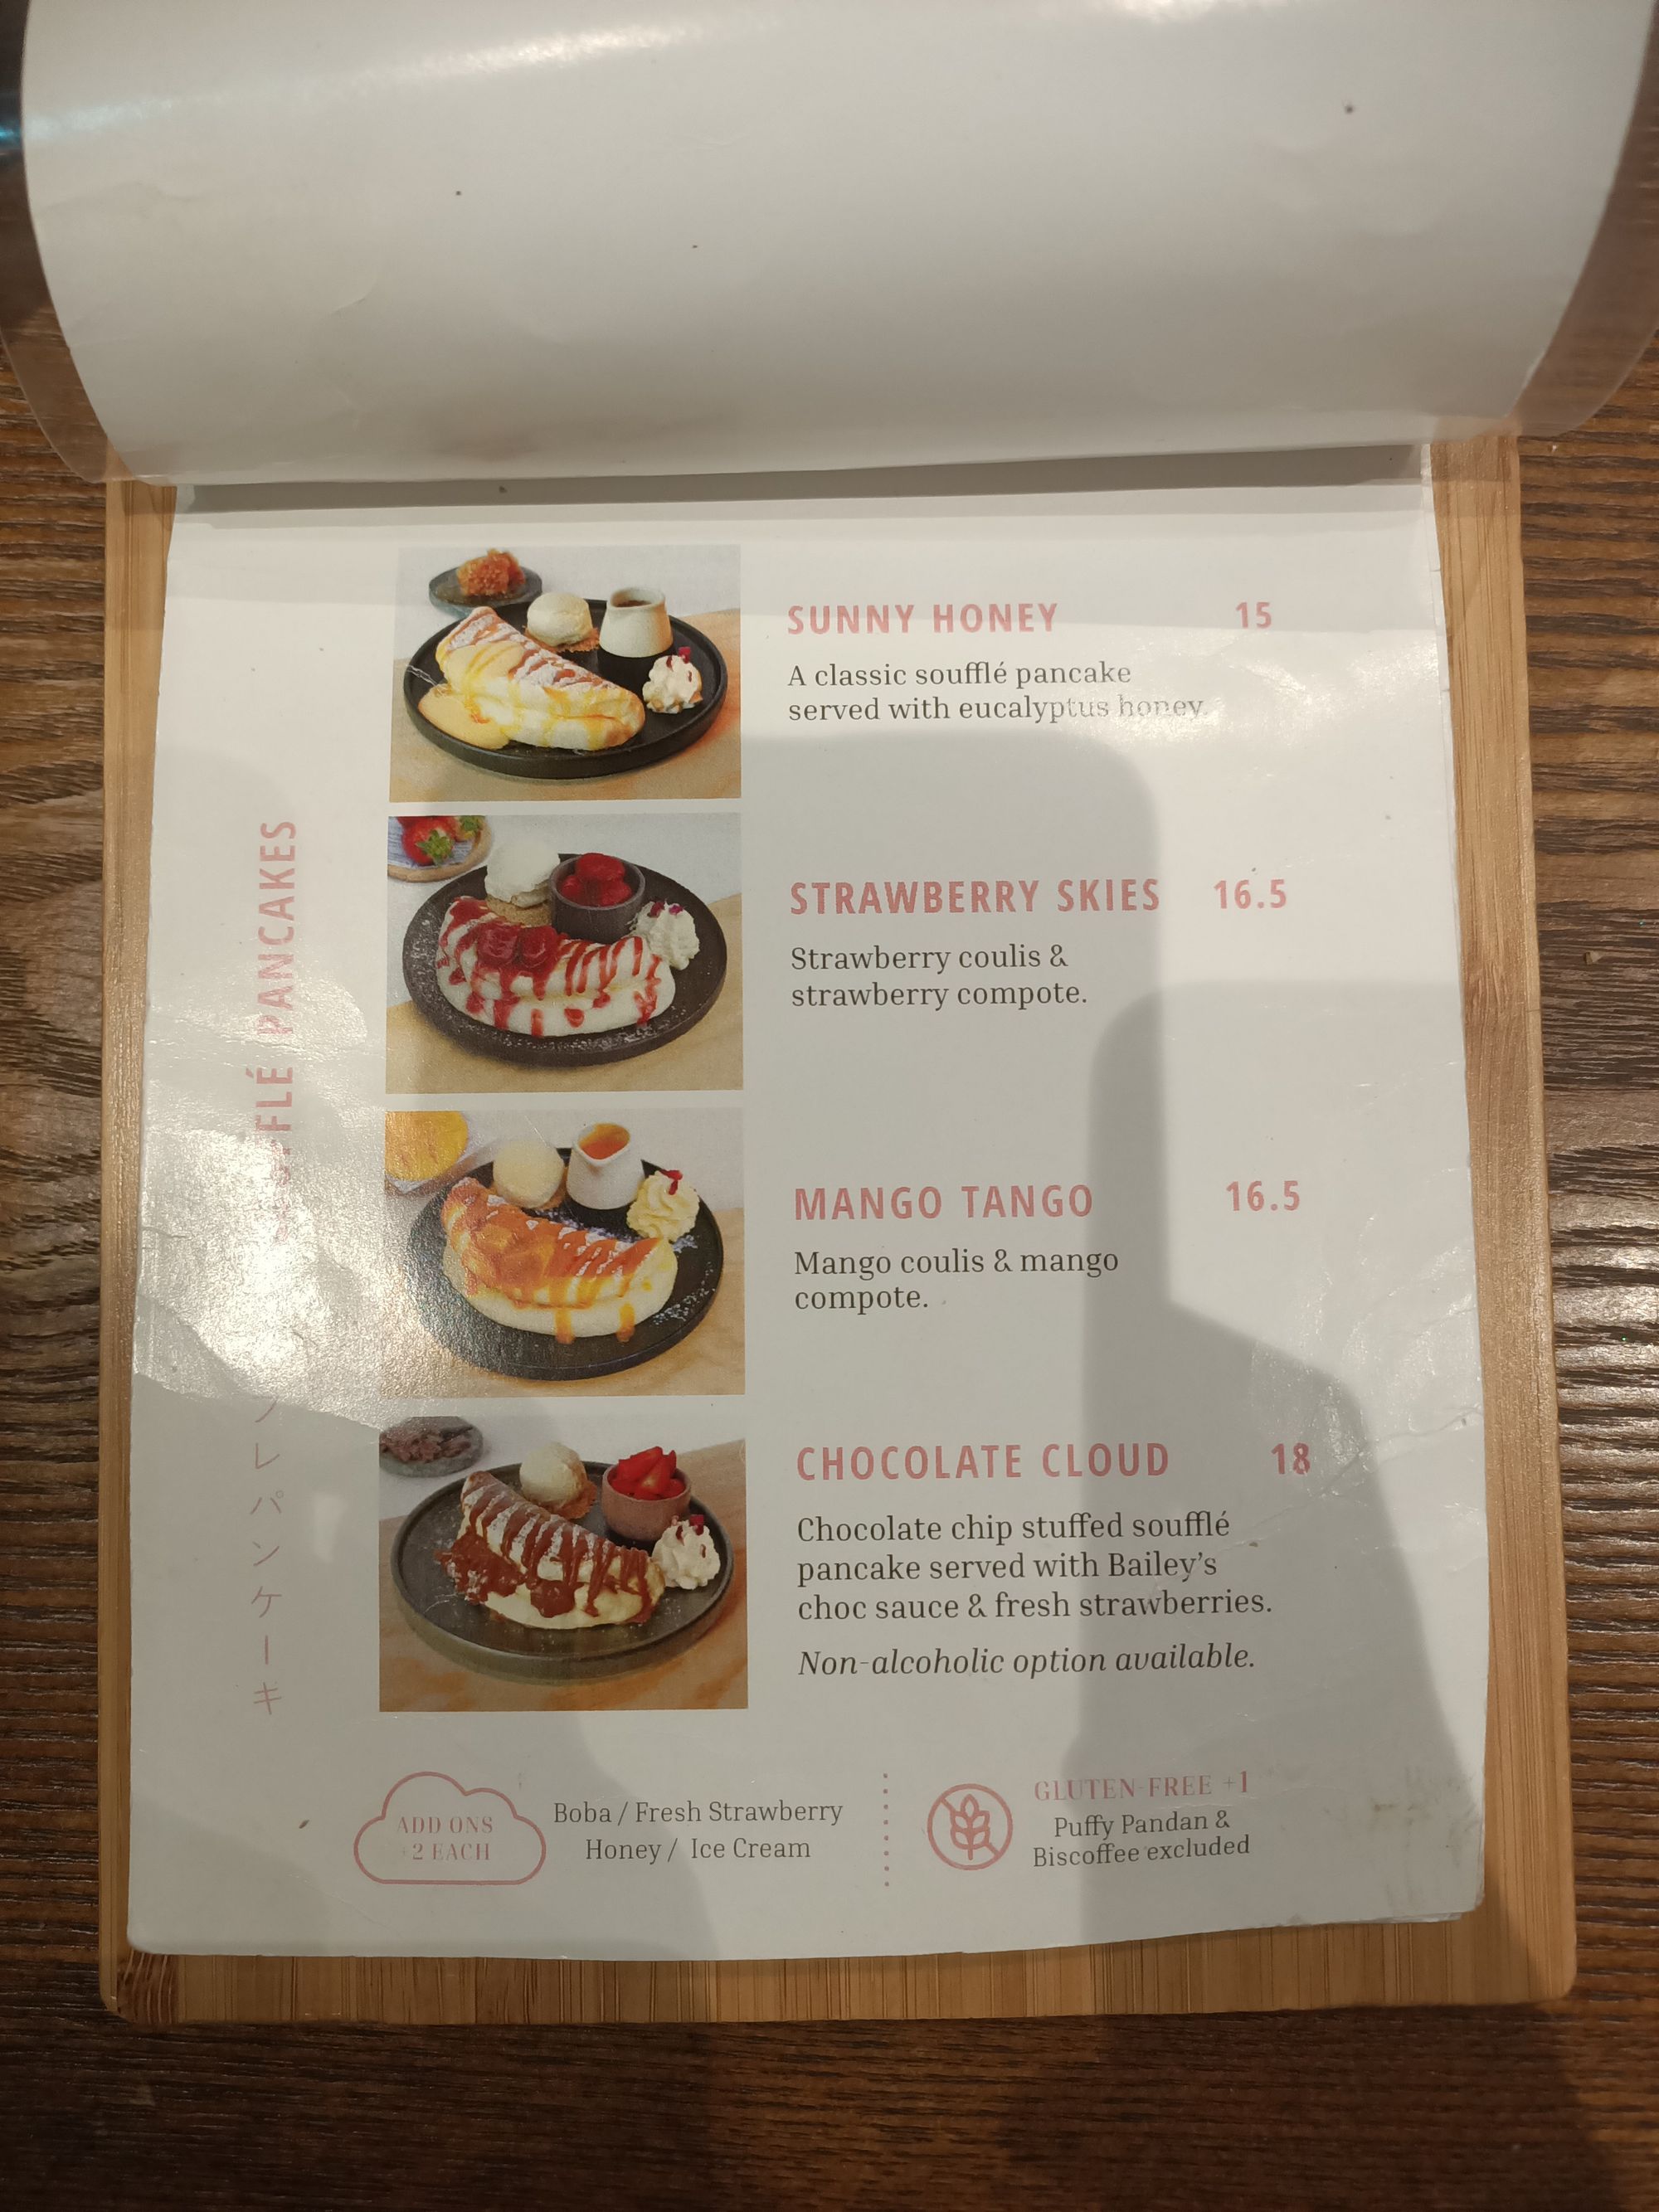 SUNNY HONEY 15
A classic soufflé pancake
served with eucalyptus honey.
STRAWBERRY SKIES 16.5
Strawberry coulis &
strawberry compote.
MANGO TANGO 16.5
Mango coulis & mango
compote.
CHOCOLATE CLOUD 18
Chocolate chip stuffed soufflé
pancake served with Bailey's
choc sauce & fresh strawberries.
Non-alcoholic option available.
PANCAKES
パンケーキ
ADD ONS
+2 EACH
Boba / Fresh Strawberry
Honey / Ice Cream
GLUTEN-FREE +1
Puffy Pandan &
Biscoffee excluded